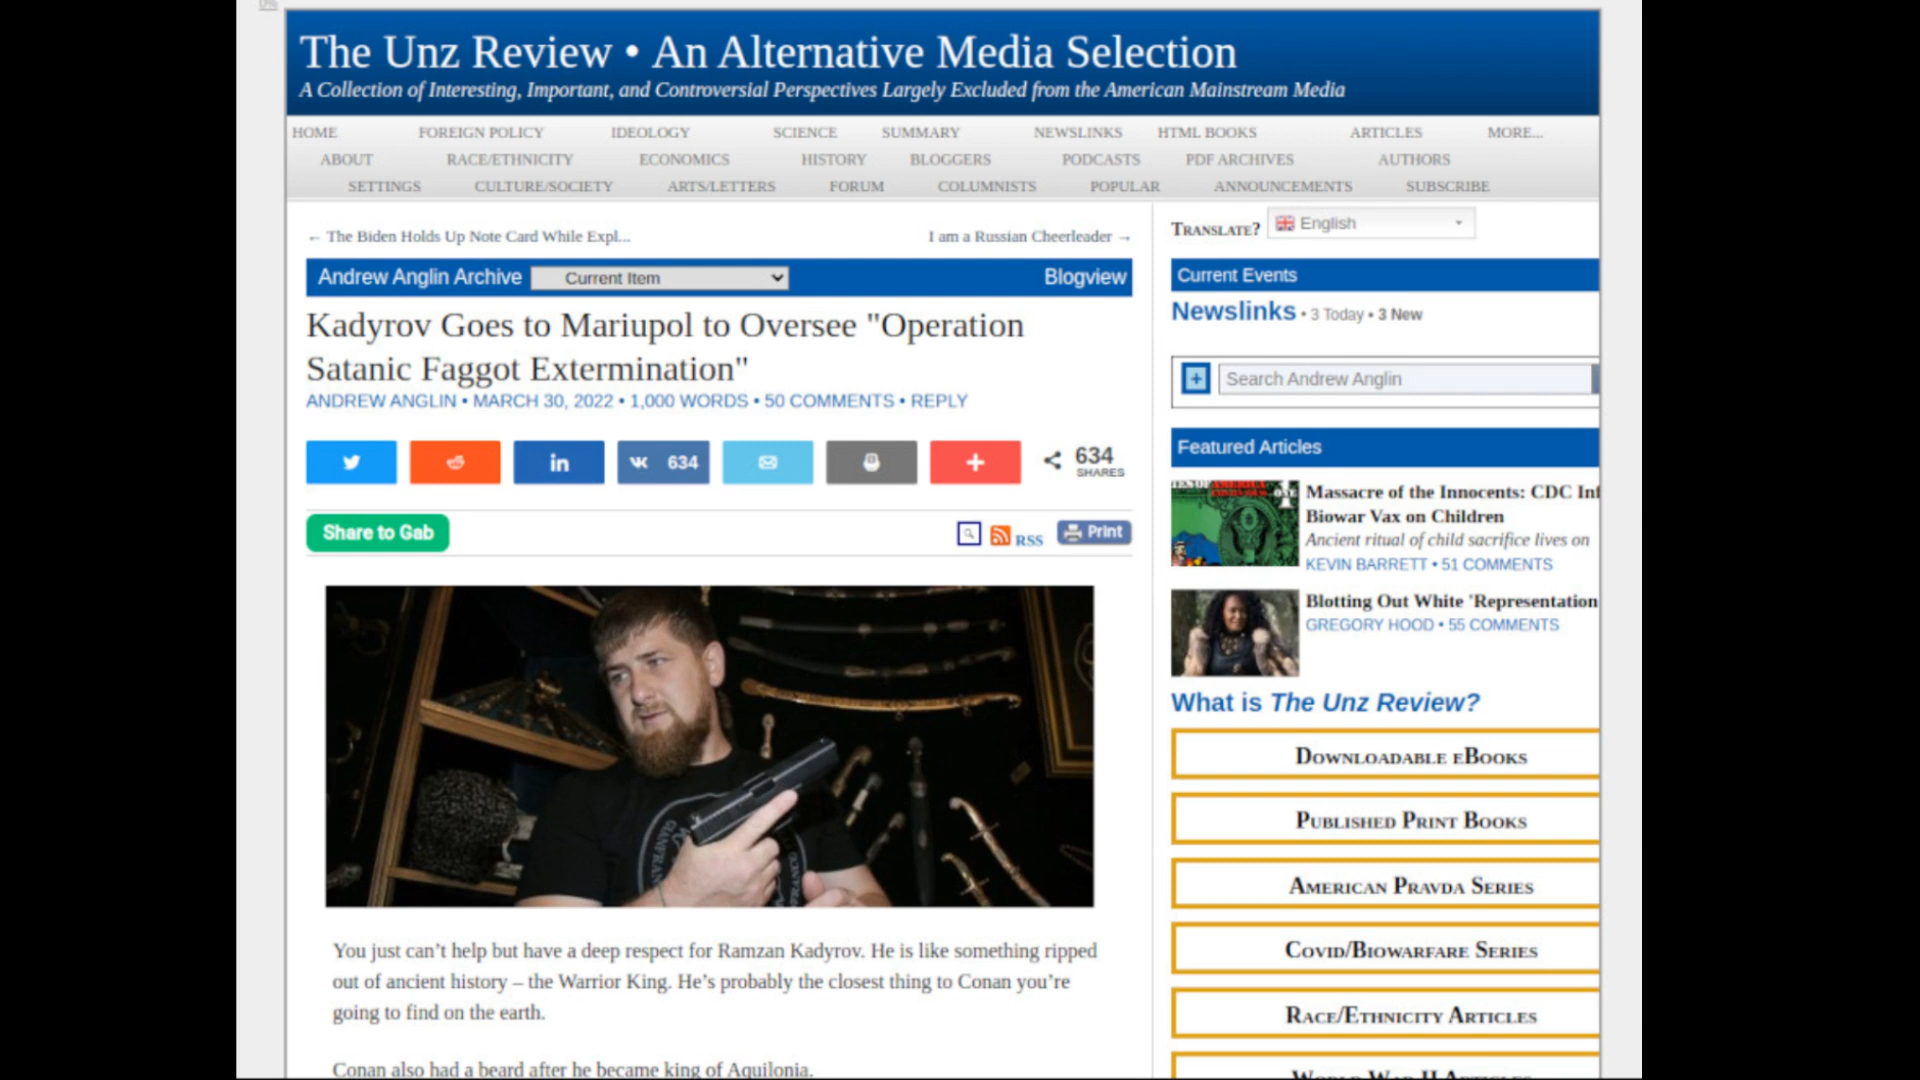 0%
The Unz Review • An Alternative Media Selection
A Collection of Interesting, Important, and Controversial Perspectives Largely Excluded from the American Mainstream Media
HOME FOREIGN POLICY IDEOLOGY SCIENCE SUMMARY NEWSLINKS HTML BOOKS ARTICLES MORE...
ABOUT RACE/ETHNICITY ECONOMICS HISTORY BLOGGERS PODCASTS PDF ARCHIVES AUTHORS
SETTINGS CULTURE/SOCIETY ARTS/LETTERS FORUM COLUMNISTS POPULAR ANNOUNCEMENTS SUBSCRIBE
← The Biden Holds Up Note Card While Expl...
I am a Russian Cheerleader →
Andrew Anglin Archive Current Item Blogview
Kadyrov Goes to Mariupol to Oversee "Operation
Satanic Faggot Extermination"
ANDREW ANGLIN • MARCH 30, 2022 • 1,000 WORDS • 50 COMMENTS • REPLY
634
634
SHARES
Share to Gab
RSS
Print
GIANFRAN
FRANCO
You just can’t help but have a deep respect for Ramzan Kadyrov. He is like something ripped
out of ancient history – the Warrior King. He’s probably the closest thing to Conan you’re
going to find on the earth.
Conan also had a beard after he became king of Aquilonia.
TRANSLATE? English
Current Events
Newslinks • 3 Today • 3 New
Search Andrew Anglin
Featured Articles
Massacre of the Innocents: CDC Inf
Biowar Vax on Children
Ancient ritual of child sacrifice lives on
KEVIN BARRETT • 51 COMMENTS
Blotting Out White 'Representation
GREGORY HOOD • 55 COMMENTS
What is The Unz Review?
DOWNLOADABLE EBOOKS
PUBLISHED PRINT BOOKS
AMERICAN PRAVDA SERIES
COVID/BIOWARFARE SERIES
RACE/ETHNICITY ARTICLES
WORLD WAR II ARTICLES